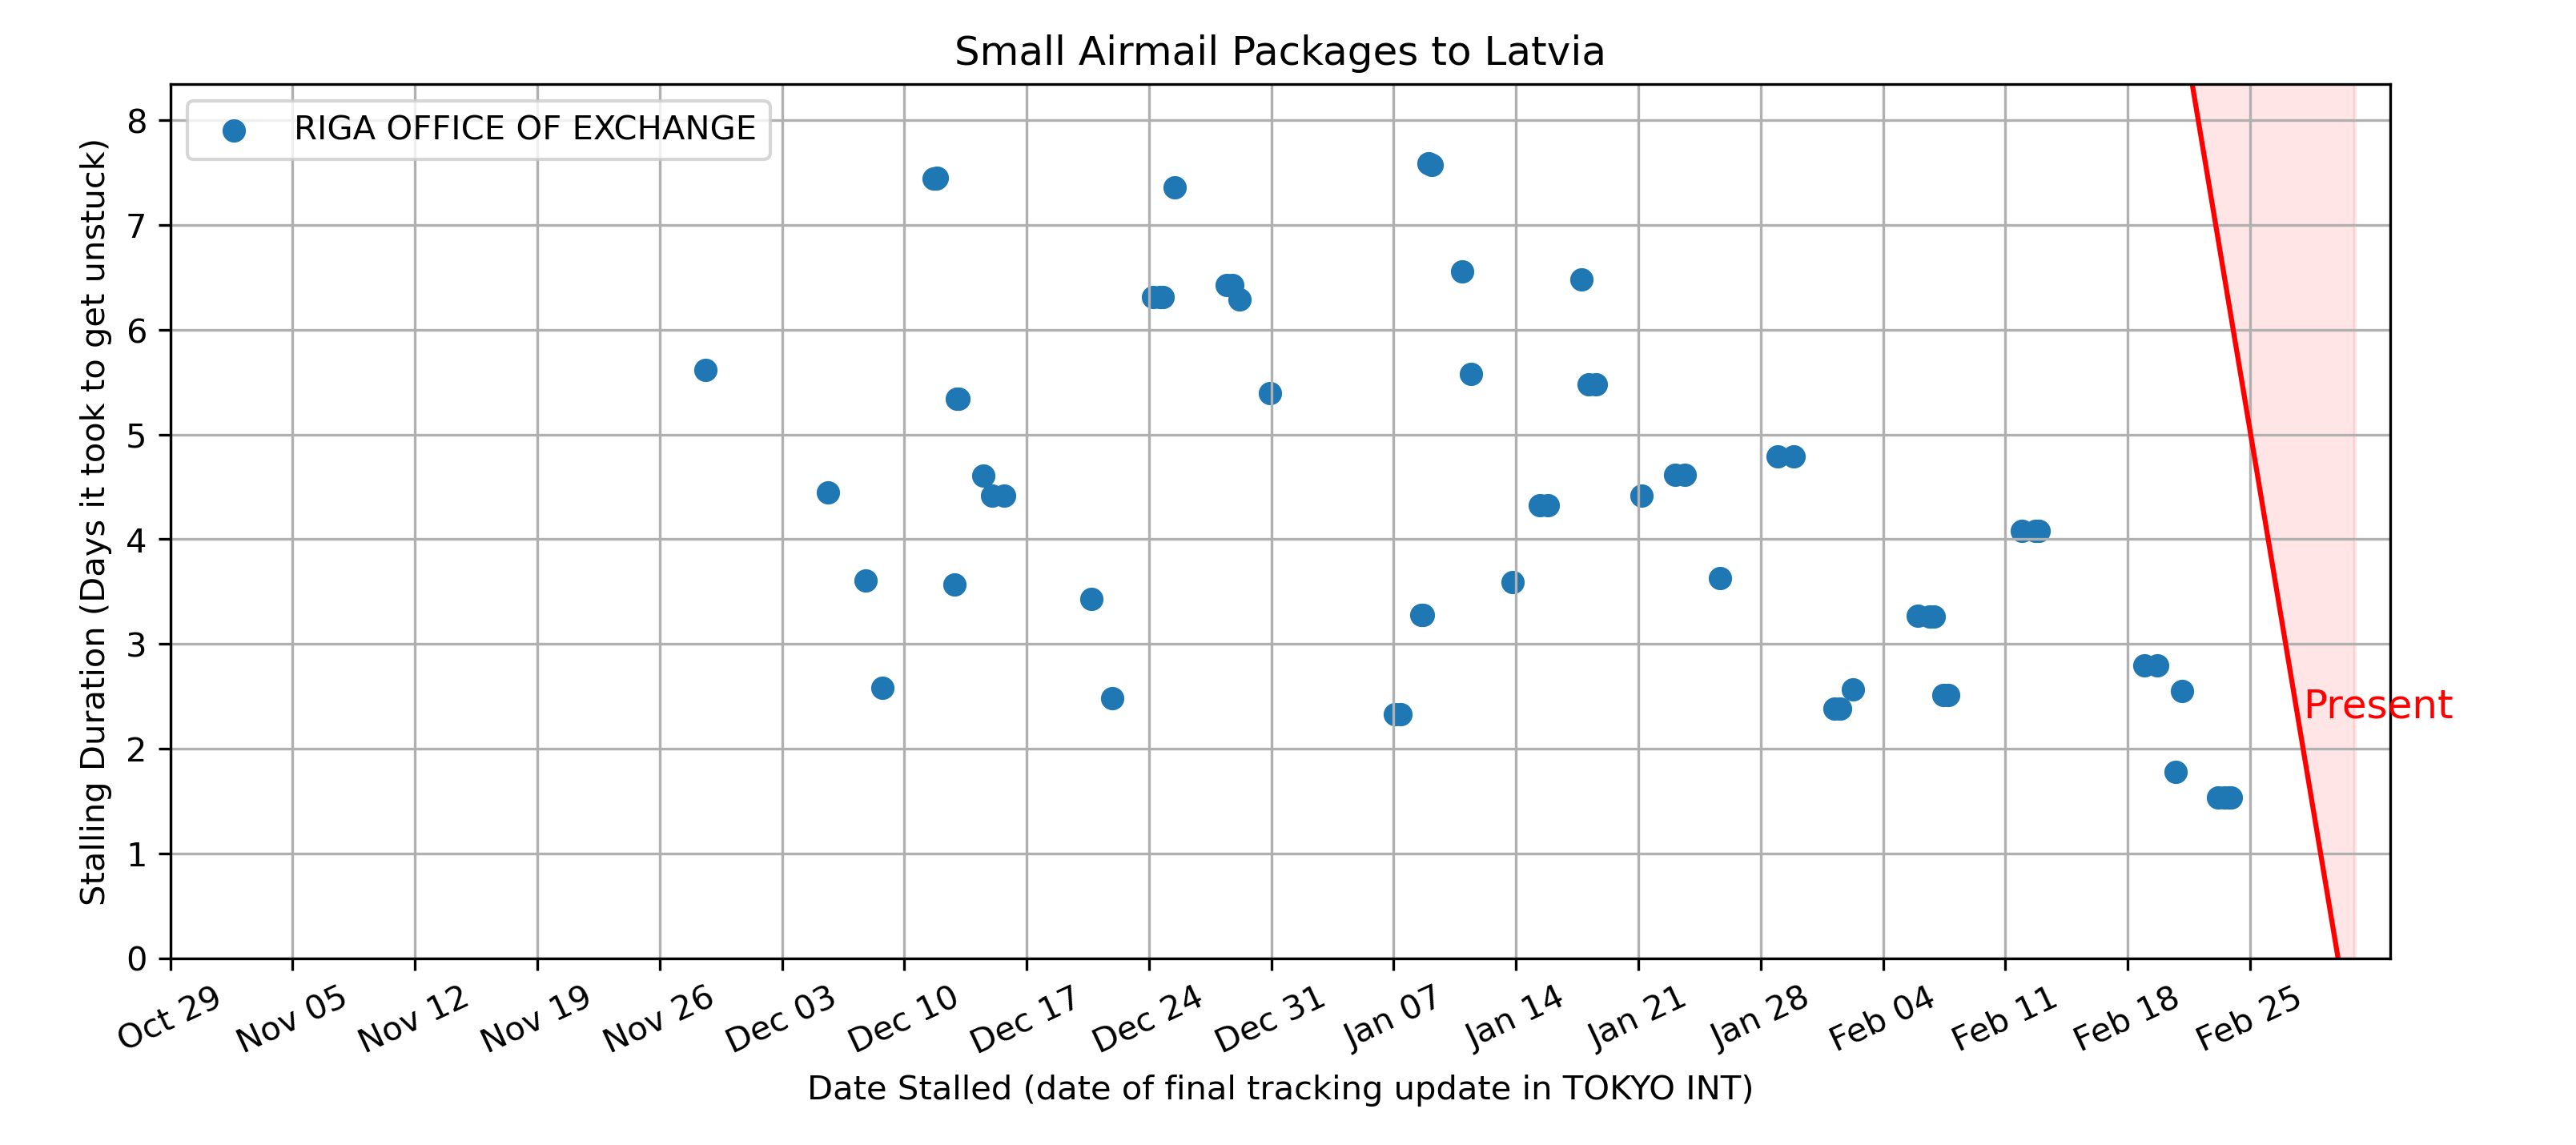 Small Airmail Packages to Latvia
RIGA OFFICE OF EXCHANGE
Stalling Duration (Days it took to get unstuck)
8
7
6
5
4
3
2
1
0
Present
Oct 29
Nov 05
Nov 12
Nov 19
Nov 26
Dec 03
Dec 10
Dec 17
Dec 24
Dec 31
Jan 07
Jan 14
Jan 21
Jan 28
Feb 04
Feb 11
Feb 18
Feb 25
Date Stalled (date of final tracking update in TOKYO INT)